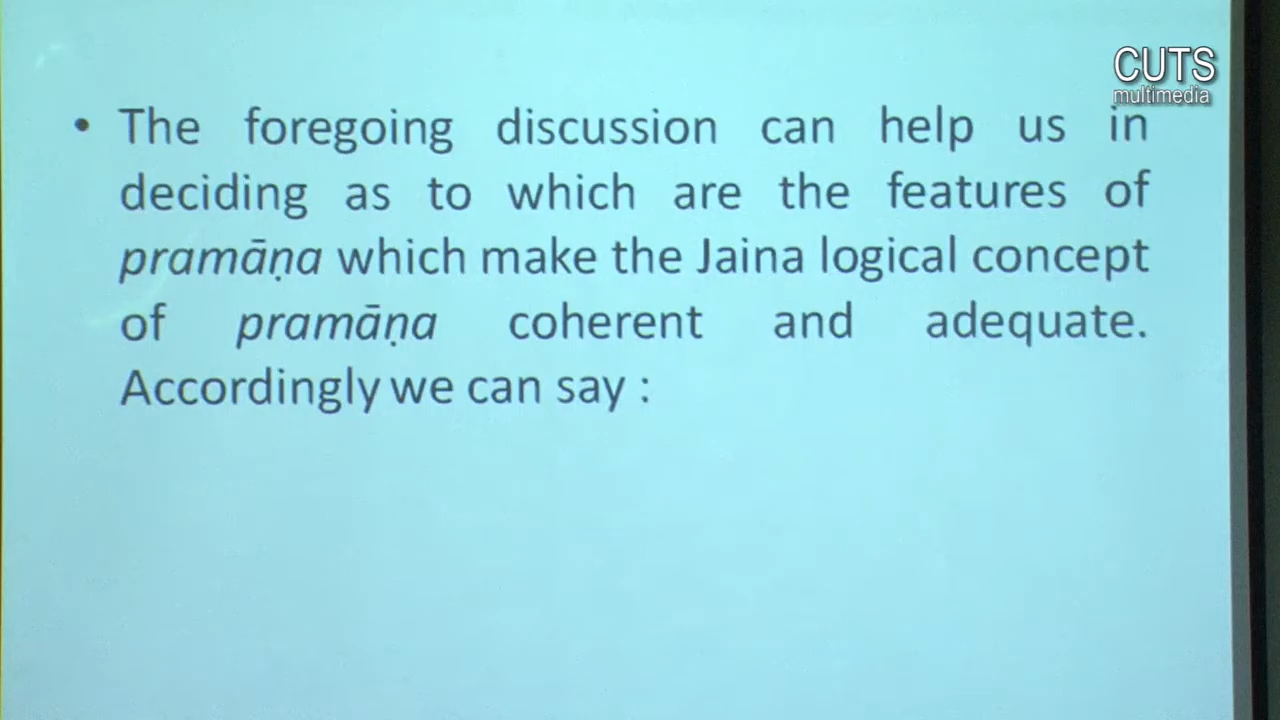 CUTS
multimedia
• The foregoing discussion can help us in
deciding as to which are the features of
pramāṇa which make the Jaina logical concept
of pramāṇa coherent and adequate.
Accordingly we can say :